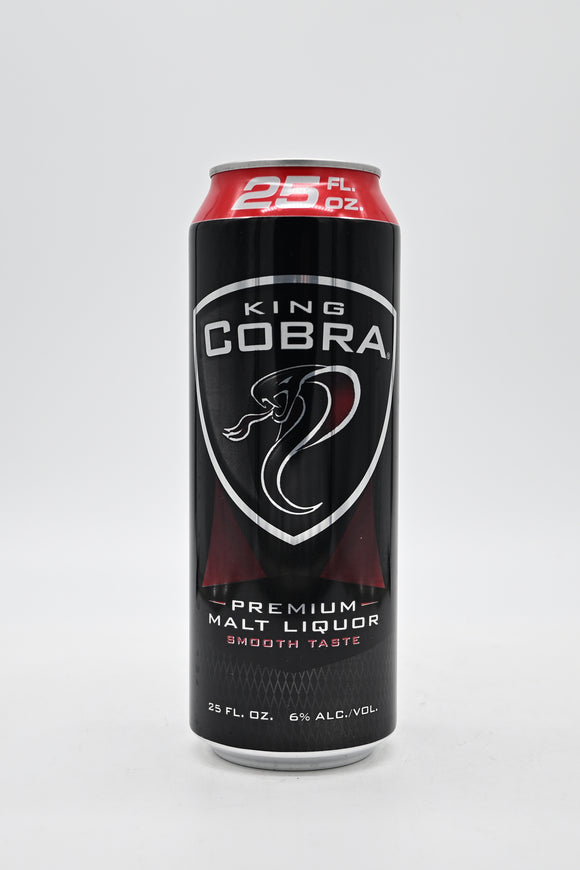 25 FL. OZ.
KING
COBRA®
PREMIUM
MALT LIQUOR
SMOOTH TASTE
25 FL. OZ. 6% ALC./VOL.